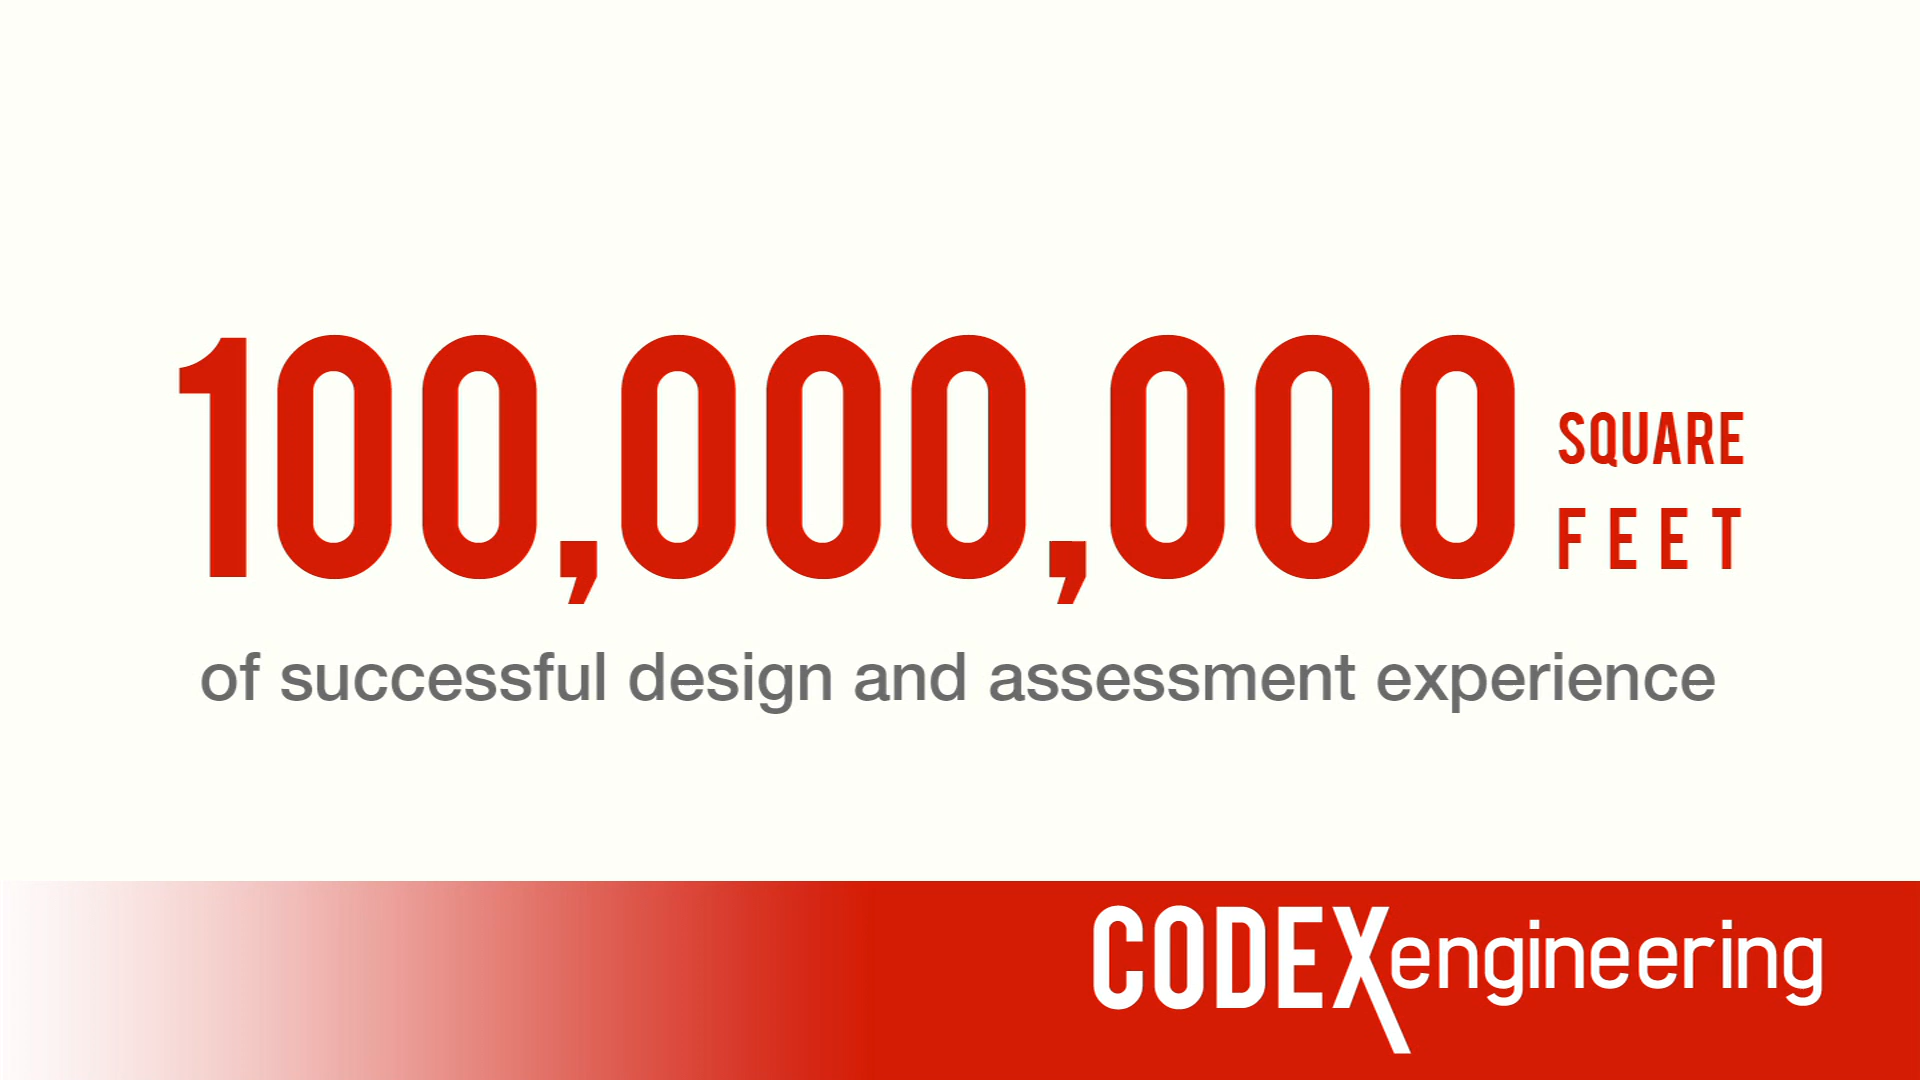 100,000,000 SQUARE
FEET
of successful design and assessment experience
CODEXengineering